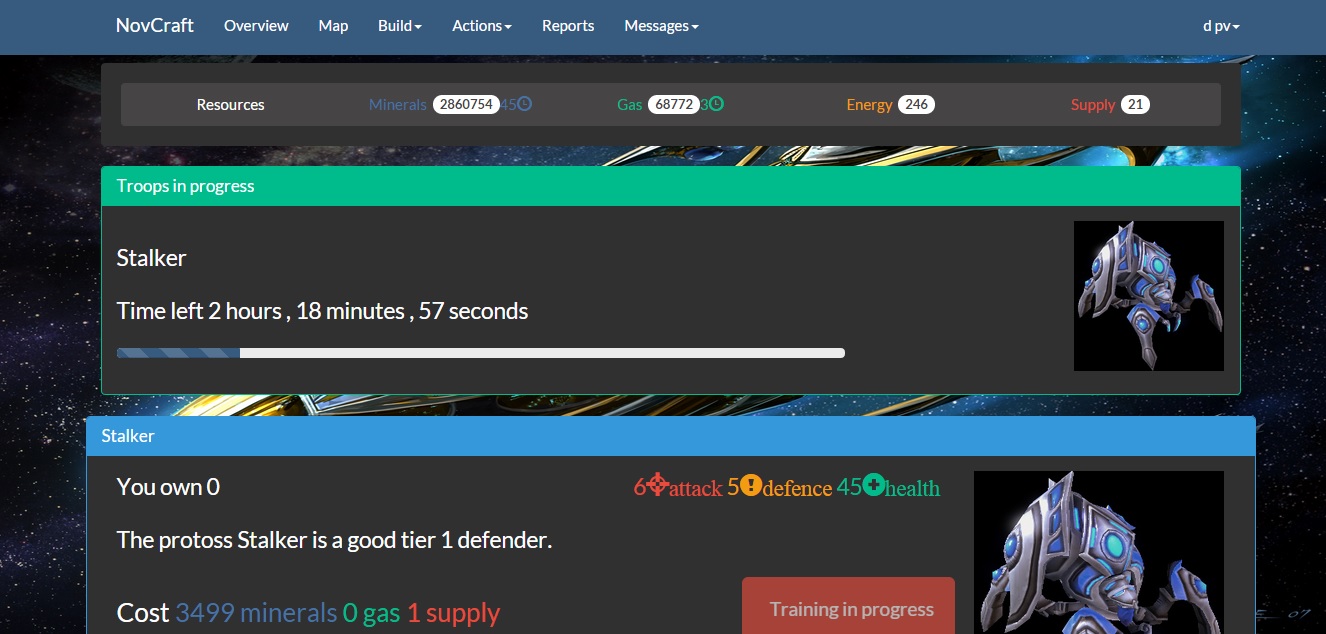 NovCraft Overview Map Build Actions Reports Messages d pv
Resources Minerals 2860754 45 Gas 68772 3 Energy 246 Supply 21
Troops in progress
Stalker
Time left 2 hours , 18 minutes , 57 seconds
Stalker
You own 0 6 attack 5 defence 45 health
The protoss Stalker is a good tier 1 defender.
Cost 3499 minerals 0 gas 1 supply Training in progress